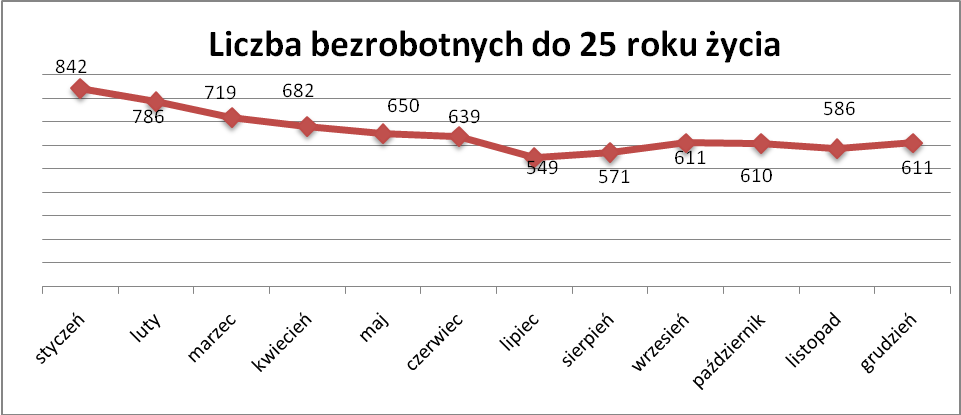 Liczba bezrobotnych do 25 roku życia
842
786
719
682
650
639
549
571
611
610
586
611
styczeń
luty
marzec
kwiecień
maj
czerwiec
lipiec
sierpień
wrzesień
październik
listopad
grudzień